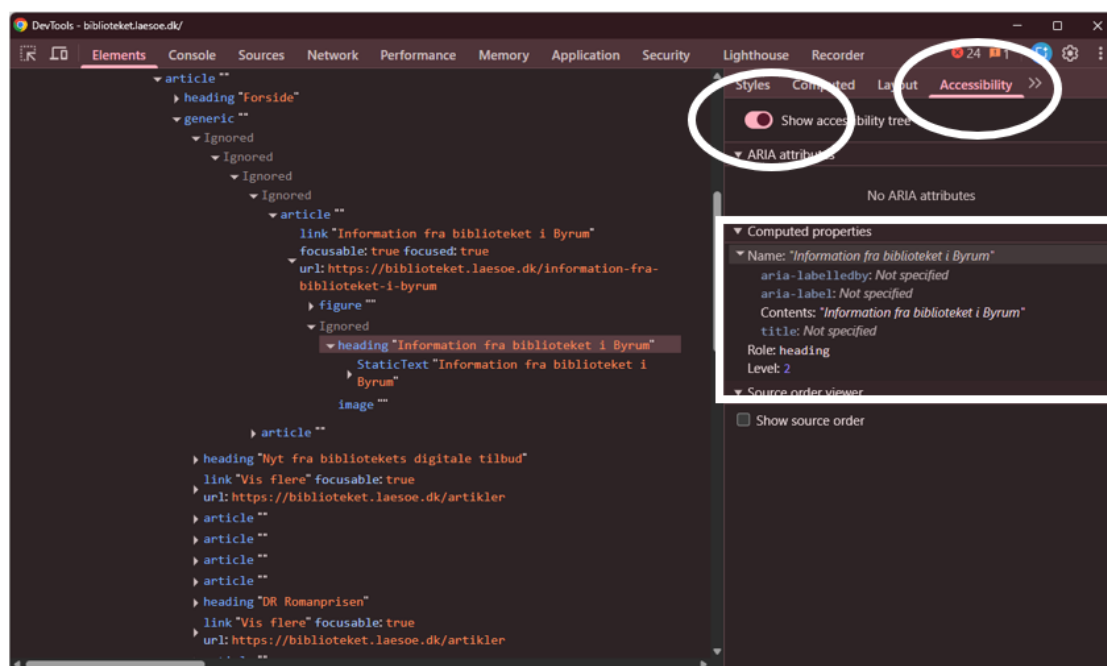 DevTools - biblioteket.laesoe.dk/
Elements Console Sources Network Performance Memory Application Security Lighthouse Recorder 24 1
article ""
heading "Forside"
generic ""
Ignored
Ignored
Ignored
Ignored
article ""
link "Information fra biblioteket i Byrum"
focusable: true focused: true
url: https://biblioteket.laesoe.dk/information-fra-
biblioteket-i-byrum
figure ""
Ignored
heading "Information fra biblioteket i Byrum"
StaticText "Information fra biblioteket i
Byrum"
image ""
article ""
heading "Nyt fra bibliotekets digitale tilbud"
link "Vis flere" focusable: true
url: https://biblioteket.laesoe.dk/artikler
article ""
article ""
article ""
article ""
heading "DR Romanprisen"
link "Vis flere" focusable: true
url: https://biblioteket.laesoe.dk/artikler
Styles Computed Layout Accessibility
Show accessibility tree
ARIA attributes
No ARIA attributes
Computed properties
Name: "Information fra biblioteket i Byrum"
aria-labelledby: Not specified
aria-label: Not specified
Contents: "Information fra biblioteket i Byrum"
title: Not specified
Role: heading
Level: 2
Source order viewer
Show source order